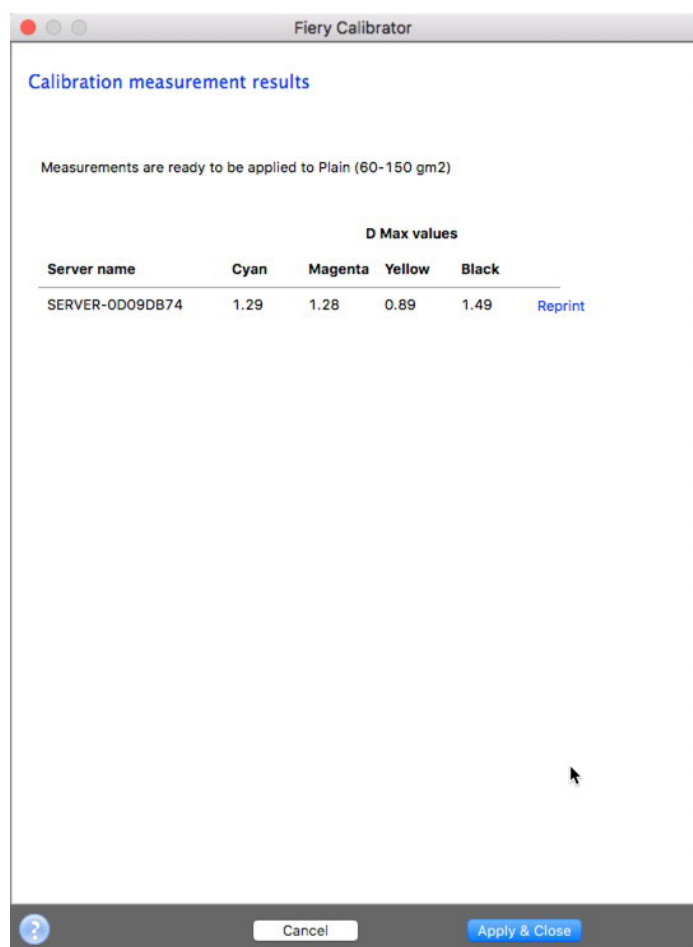 Fiery Calibrator
Calibration measurement results
Measurements are ready to be applied to Plain (60-150 gm2)
D Max values
Server name Cyan Magenta Yellow Black
SERVER-0D09DB74 1.29 1.28 0.89 1.49 Reprint
? Cancel Apply & Close